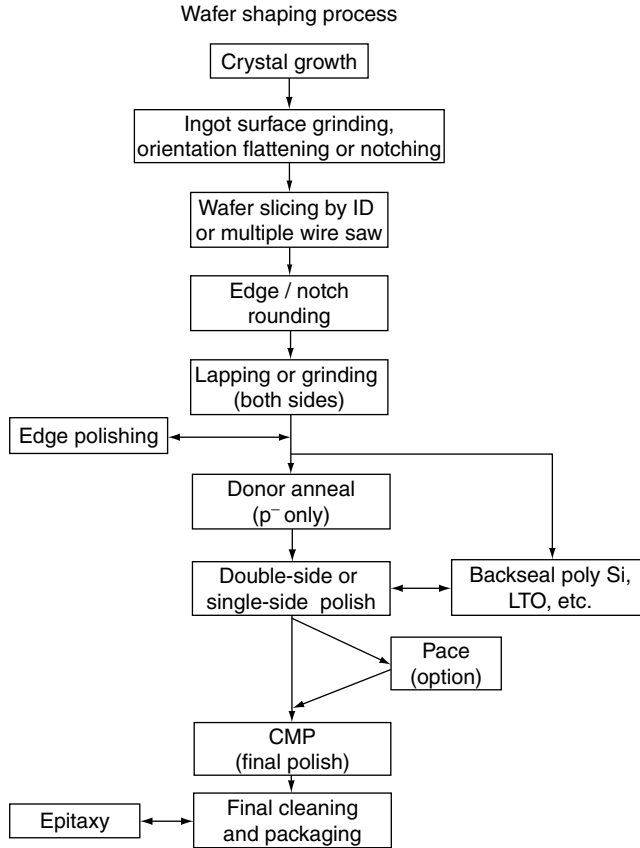 Wafer shaping process
Crystal growth
Ingot surface grinding,
orientation flattening or notching
Wafer slicing by ID
or multiple wire saw
Edge / notch
rounding
Lapping or grinding
(both sides)
Edge polishing
Donor anneal
(p⁻ only)
Double-side or
single-side polish
Backseal poly Si,
LTO, etc.
Pace
(option)
CMP
(final polish)
Epitaxy
Final cleaning
and packaging